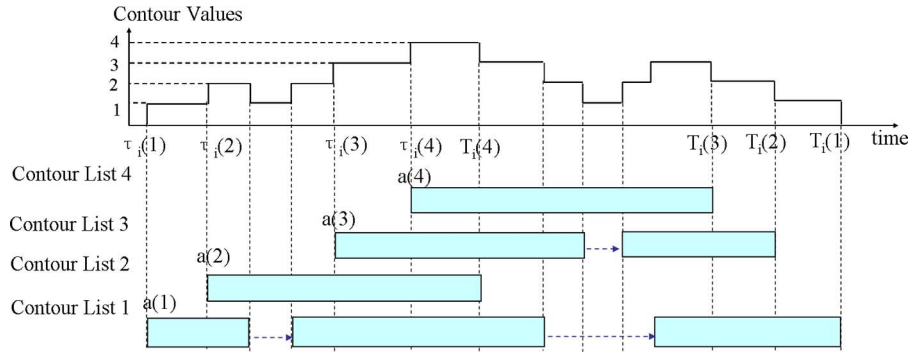 Contour Values
4
3
2
1
τi(1) τi(2) τi(3) τi(4) Ti(4) Ti(3) Ti(2) Ti(1) time
Contour List 4 a(4)
Contour List 3 a(3)
Contour List 2 a(2)
Contour List 1 a(1)